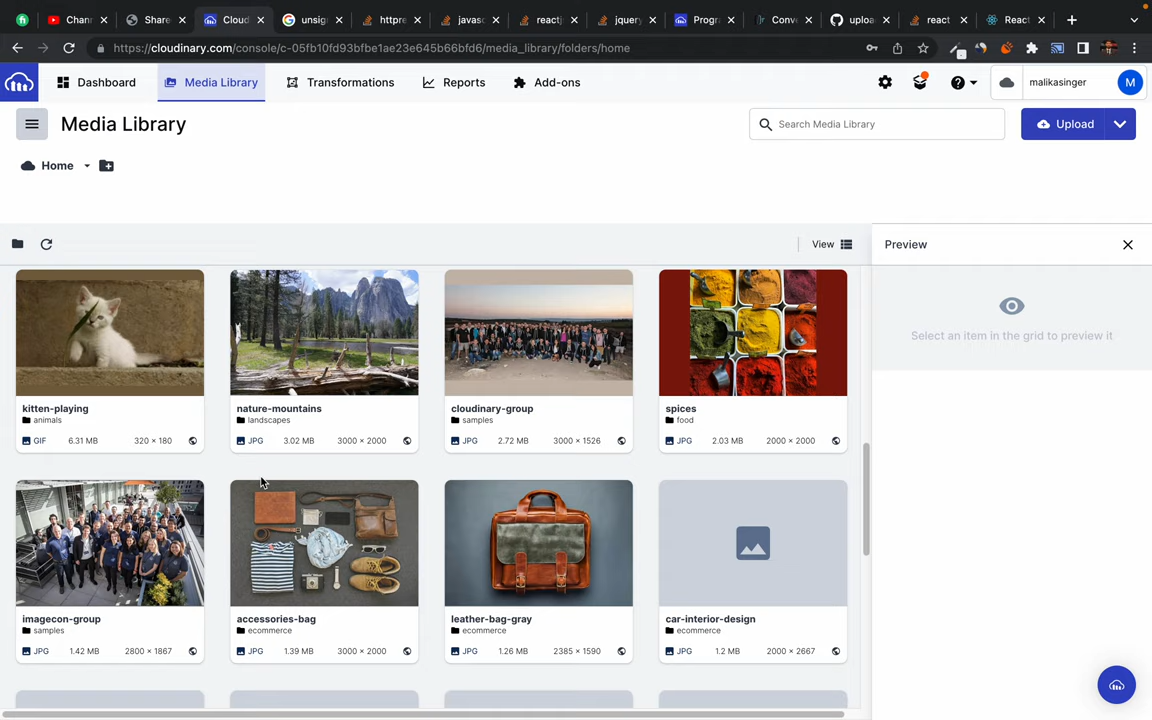 Chann
Share
Cloud
unsig
httpre
javasc
reactj
jquery
Progra
Conve
uploa
react
React
https://cloudinary.com/console/c-05fb10fd93bfbe1ae23e645b66bfd6/media_library/folders/home
Dashboard
Media Library
Transformations
Reports
Add-ons
malikasinger
M
Media Library
Search Media Library
Upload
Home
View
Preview
Select an item in the grid to preview it
kitten-playing
animals
GIF 6.31 MB 320 × 180
nature-mountains
landscapes
JPG 3.02 MB 3000 × 2000
cloudinary-group
samples
JPG 2.72 MB 3000 × 1526
spices
food
JPG 2.03 MB 2000 × 2000
imagecon-group
samples
JPG 1.42 MB 2800 × 1867
accessories-bag
ecommerce
JPG 1.39 MB 3000 × 2000
leather-bag-gray
ecommerce
JPG 1.26 MB 2385 × 1590
car-interior-design
ecommerce
JPG 1.2 MB 2000 × 2667